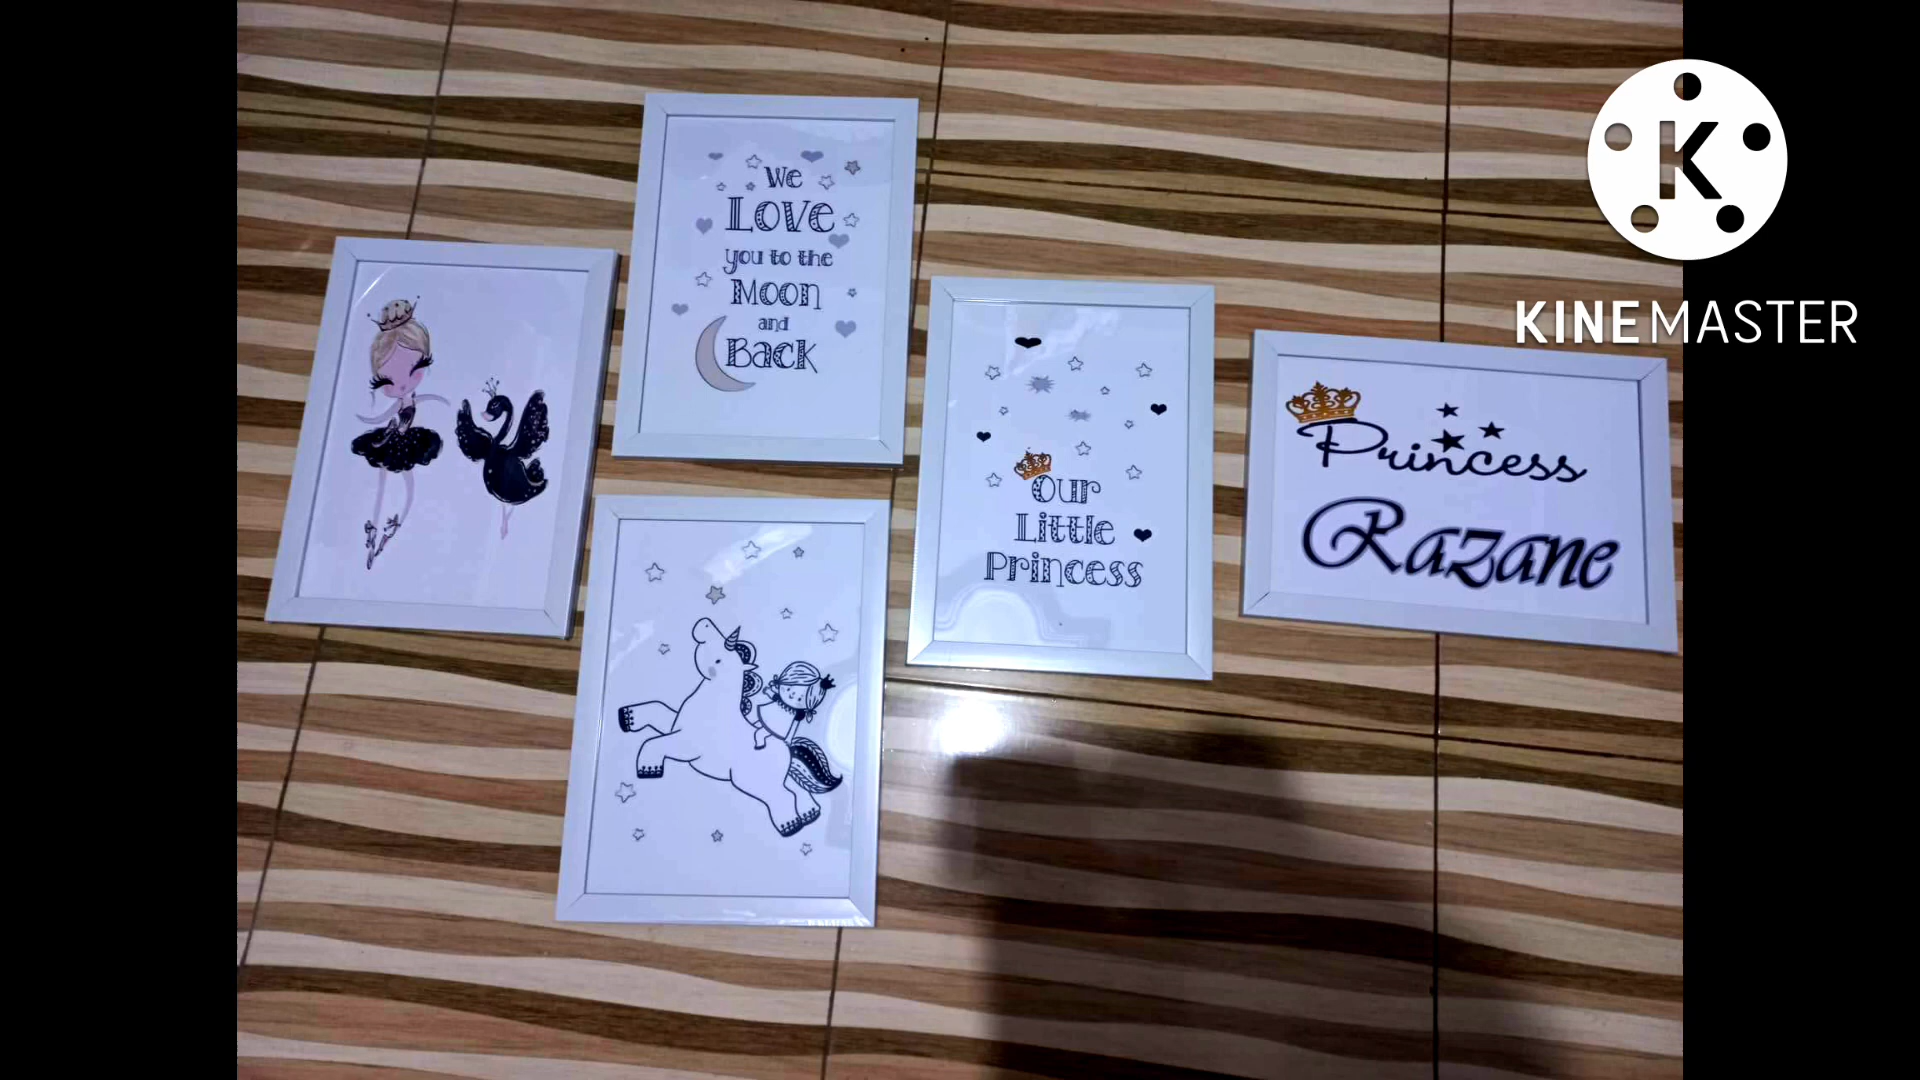 We
Love
you to the
Moon
and
Back
Our
Little
Princess
Princess
Razane
K
KINEMASTER